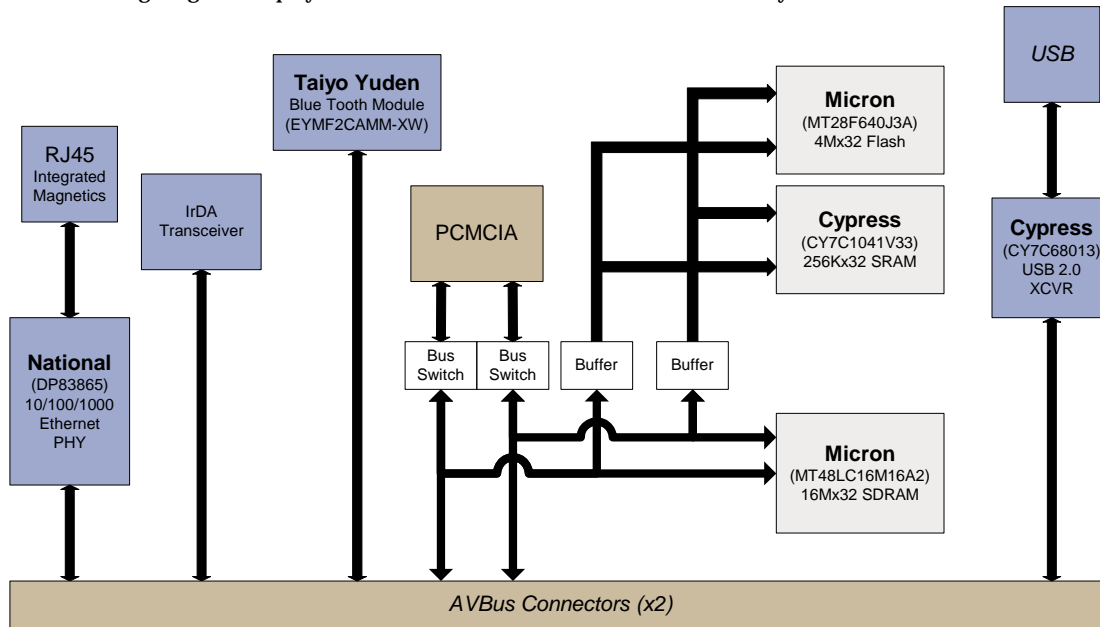 USB
Taiyo Yuden
Blue Tooth Module
(EYMF2CAMM-XW)
Micron
(MT28F640J3A)
4Mx32 Flash
RJ45
Integrated
Magnetics
IrDA
Transceiver
PCMCIA
Cypress
(CY7C1041V33)
256Kx32 SRAM
Cypress
(CY7C68013)
USB 2.0
XCVR
National
(DP83865)
10/100/1000
Ethernet
PHY
Bus
Switch
Bus
Switch
Buffer
Buffer
Micron
(MT48LC16M16A2)
16Mx32 SDRAM
AVBus Connectors (x2)